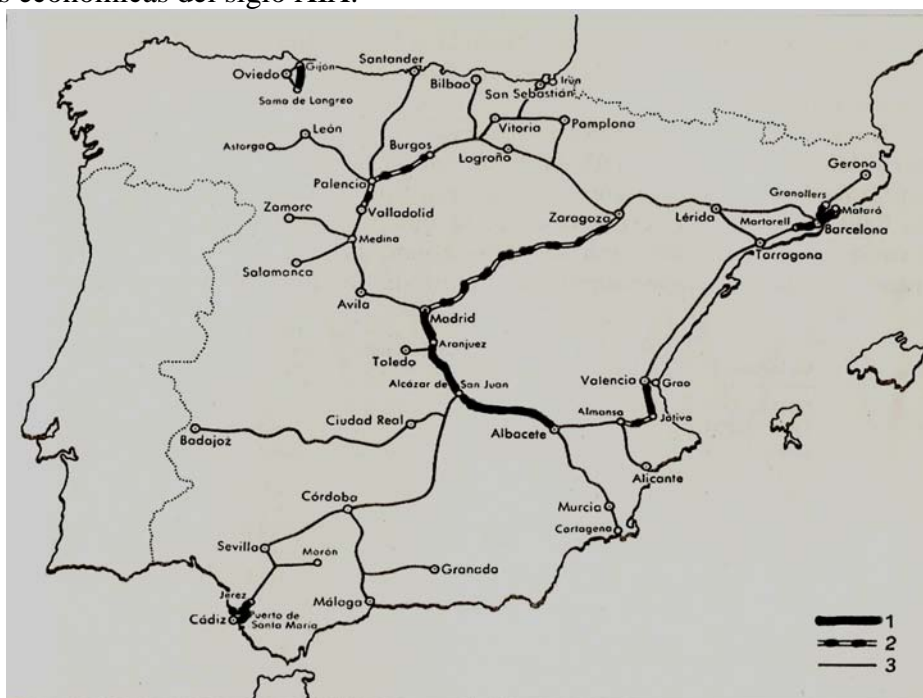 s económicas del siglo XIX.
Gijón
Santander
Oviedo
Bilbao
Irún
San Sebastián
Sama de Langreo
León
Vitoria
Pamplona
Astorga
Burgos
Logroño
Gerona
Palencia
Granollers
Zamora
Valladolid
Zaragoza
Lérida
Martorell
Mataró
Barcelona
Medina
Tarragona
Salamanca
Avila
Madrid
Aranjuez
Toledo
Alcázar de San Juan
Valencia
Grao
Ciudad Real
Almansa
Játiva
Badajoz
Albacete
Alicante
Córdoba
Murcia
Cartagena
Sevilla
Morón
Granada
Jerez
Málaga
Cádiz
Puerto de
Santa María
1
2
3